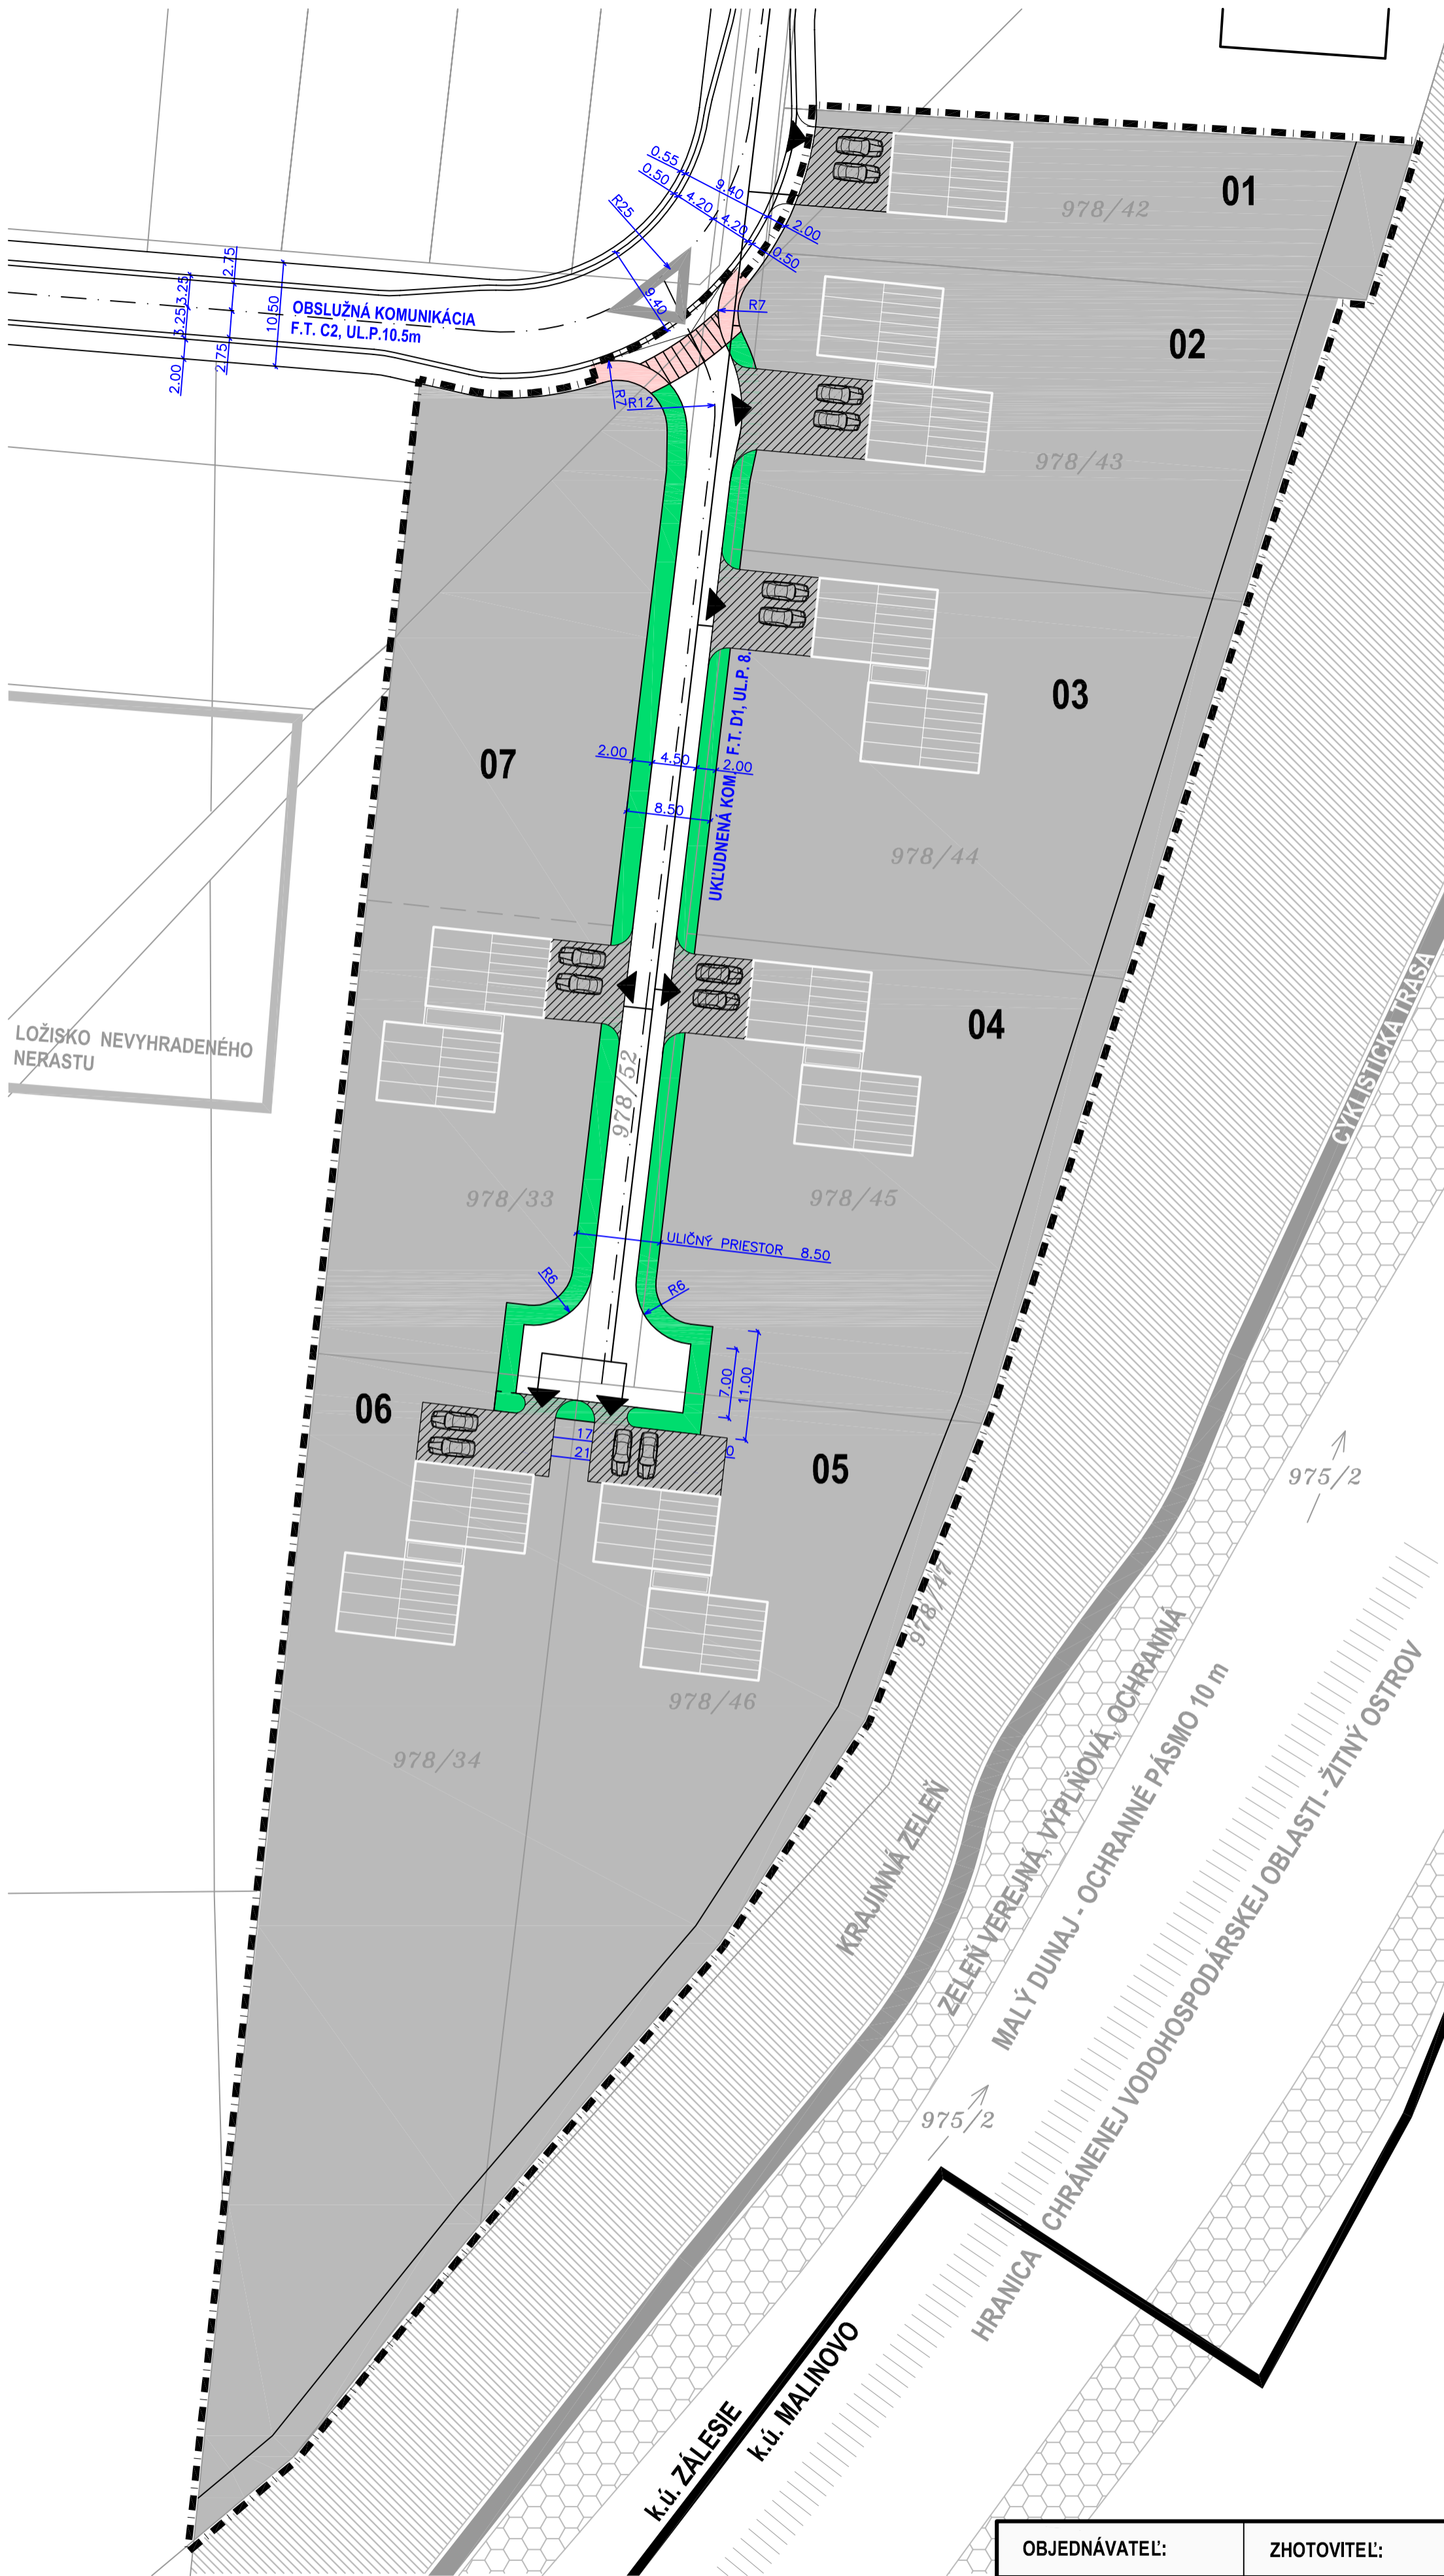 01
978/42
0.55
0.50
9.40
4.20
4.20
2.00
0.50
R25
9.40
R7
2.75
3.25
3.25
10.50
2.75
2.00
OBSLUŽNÁ KOMUNIKÁCIA
F.T. C2, UL.P.10.5m
02
R7
R12
978/43
03
07
2.00
4.50
2.00
8.50
UKĽUDNENÁ KOM. F.T. D1, UL.P. 8.
978/44
04
LOŽISKO NEVYHRADENÉHO
NERASTU
CYKLISTICKÁ TRASA
978/52
978/33
978/45
ULIČNÝ PRIESTOR 8.50
R6
R6
7.00
11.00
06
17
21
0
05
975/2
978/47
978/46
978/34
KRAJINNÁ ZELEŇ
ZELEŇ VEREJNÁ, VÝPLŇOVÁ, OCHRANNÁ
MALÝ DUNAJ - OCHRANNÉ PÁSMO 10 m
HRANICA CHRÁNENEJ VODOHOSPODÁRSKEJ OBLASTI - ŽITNÝ OSTROV
975/2
k.ú. ZÁLESIE
k.ú. MALINOVO
OBJEDNÁVATEĽ:
ZHOTOVITEĽ: